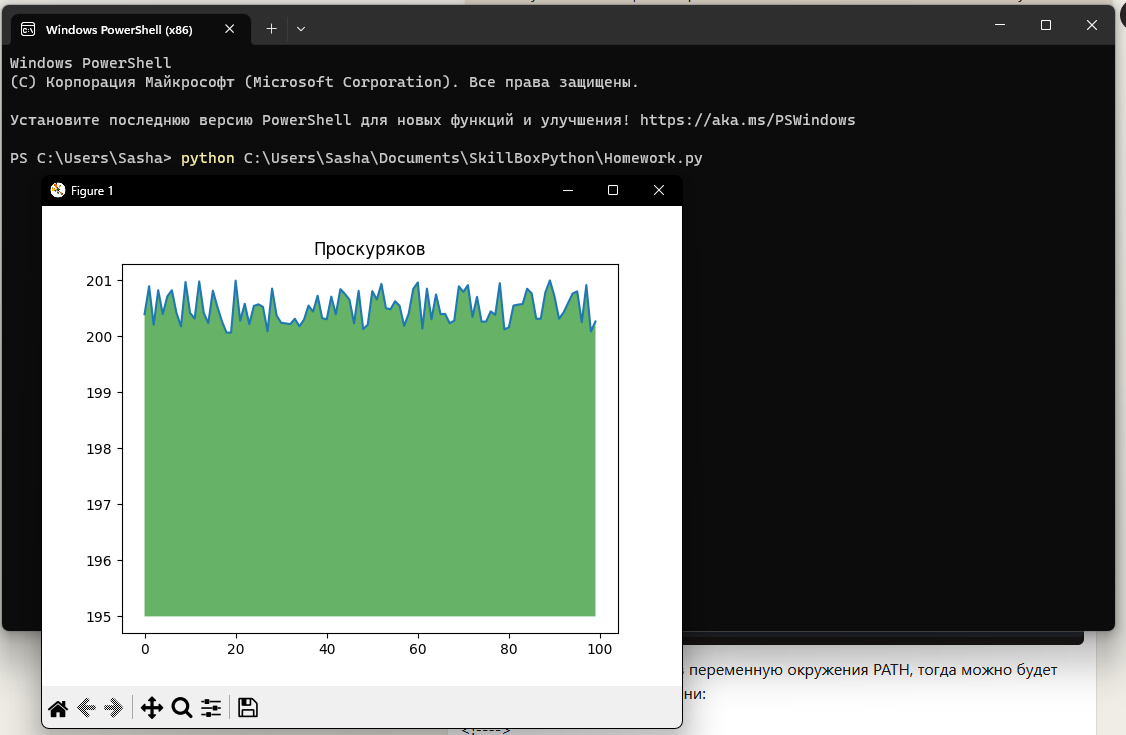 Windows PowerShell (x86)
Windows PowerShell
(C) Корпорация Майкрософт (Microsoft Corporation). Все права защищены.
Установите последнюю версию PowerShell для новых функций и улучшения! https://aka.ms/PSWindows
PS C:\Users\Sasha> python C:\Users\Sasha\Documents\SkillBoxPython\Homework.py
Figure 1
Проскуряков
201
200
199
198
197
196
195
0 20 40 60 80 100
переменную окружения PATH, тогда можно будет
ни: